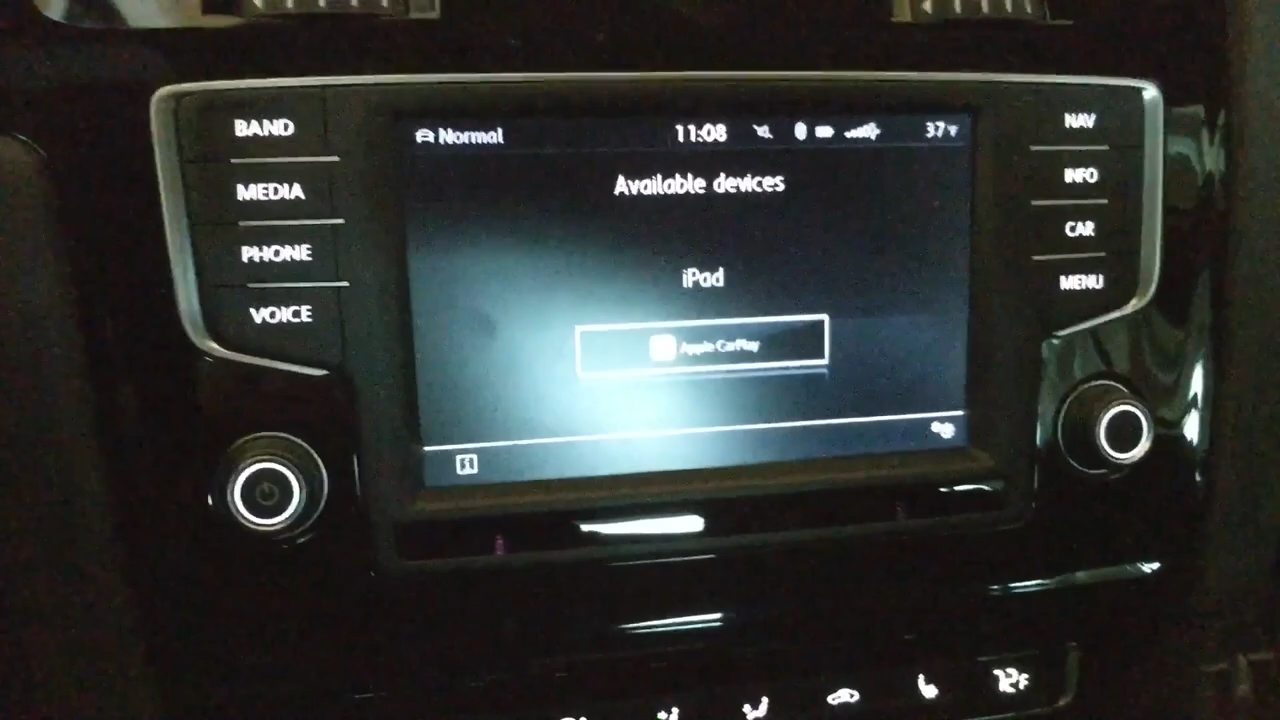 BAND
MEDIA
PHONE
VOICE
Normal
11:08
37
Available devices
iPad
Apple CarPlay
NAV
INFO
CAR
MENU
72F